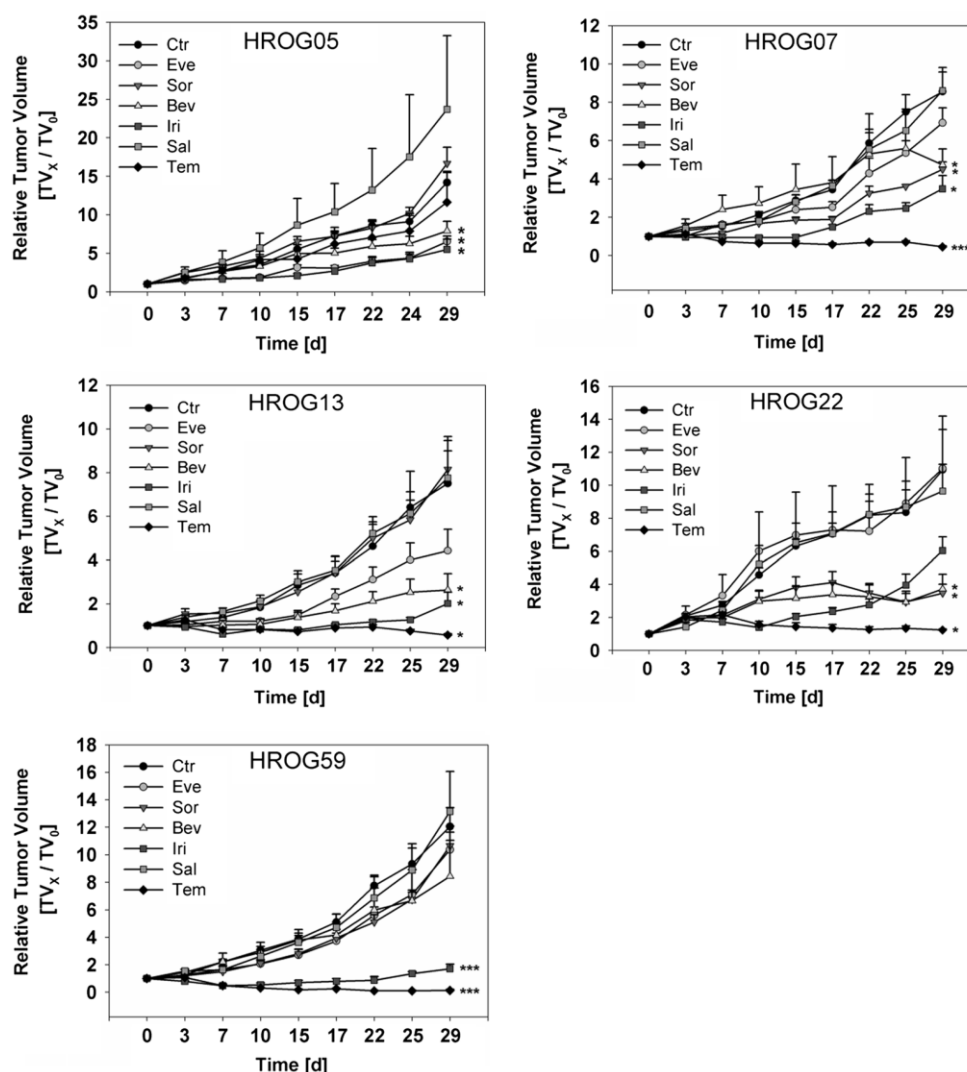 HROG05
35
30
25
20
15
10
5
0
Relative Tumor Volume
[TVX / TV0]
Ctr
Eve
Sor
Bev
Iri
Sal
Tem
*
*
*
0 3 7 10 15 17 22 24 29
Time [d]
HROG07
12
10
8
6
4
2
0
Relative Tumor Volume
[TVX / TV0]
Ctr
Eve
Sor
Bev
Iri
Sal
Tem
*
*
*
***
0 3 7 10 15 17 22 25 29
Time [d]
HROG13
12
10
8
6
4
2
0
Relative Tumor Volume
[TVX / TV0]
Ctr
Eve
Sor
Bev
Iri
Sal
Tem
*
*
*
0 3 7 10 15 17 22 25 29
Time [d]
HROG22
16
14
12
10
8
6
4
2
0
Relative Tumor Volume
[TVX / TV0]
Ctr
Eve
Sor
Bev
Iri
Sal
Tem
*
*
*
0 3 7 10 15 17 22 25 29
Time [d]
HROG59
18
16
14
12
10
8
6
4
2
0
Relative Tumor Volume
[TVX / TV0]
Ctr
Eve
Sor
Bev
Iri
Sal
Tem
***
***
0 3 7 10 15 17 22 25 29
Time [d]